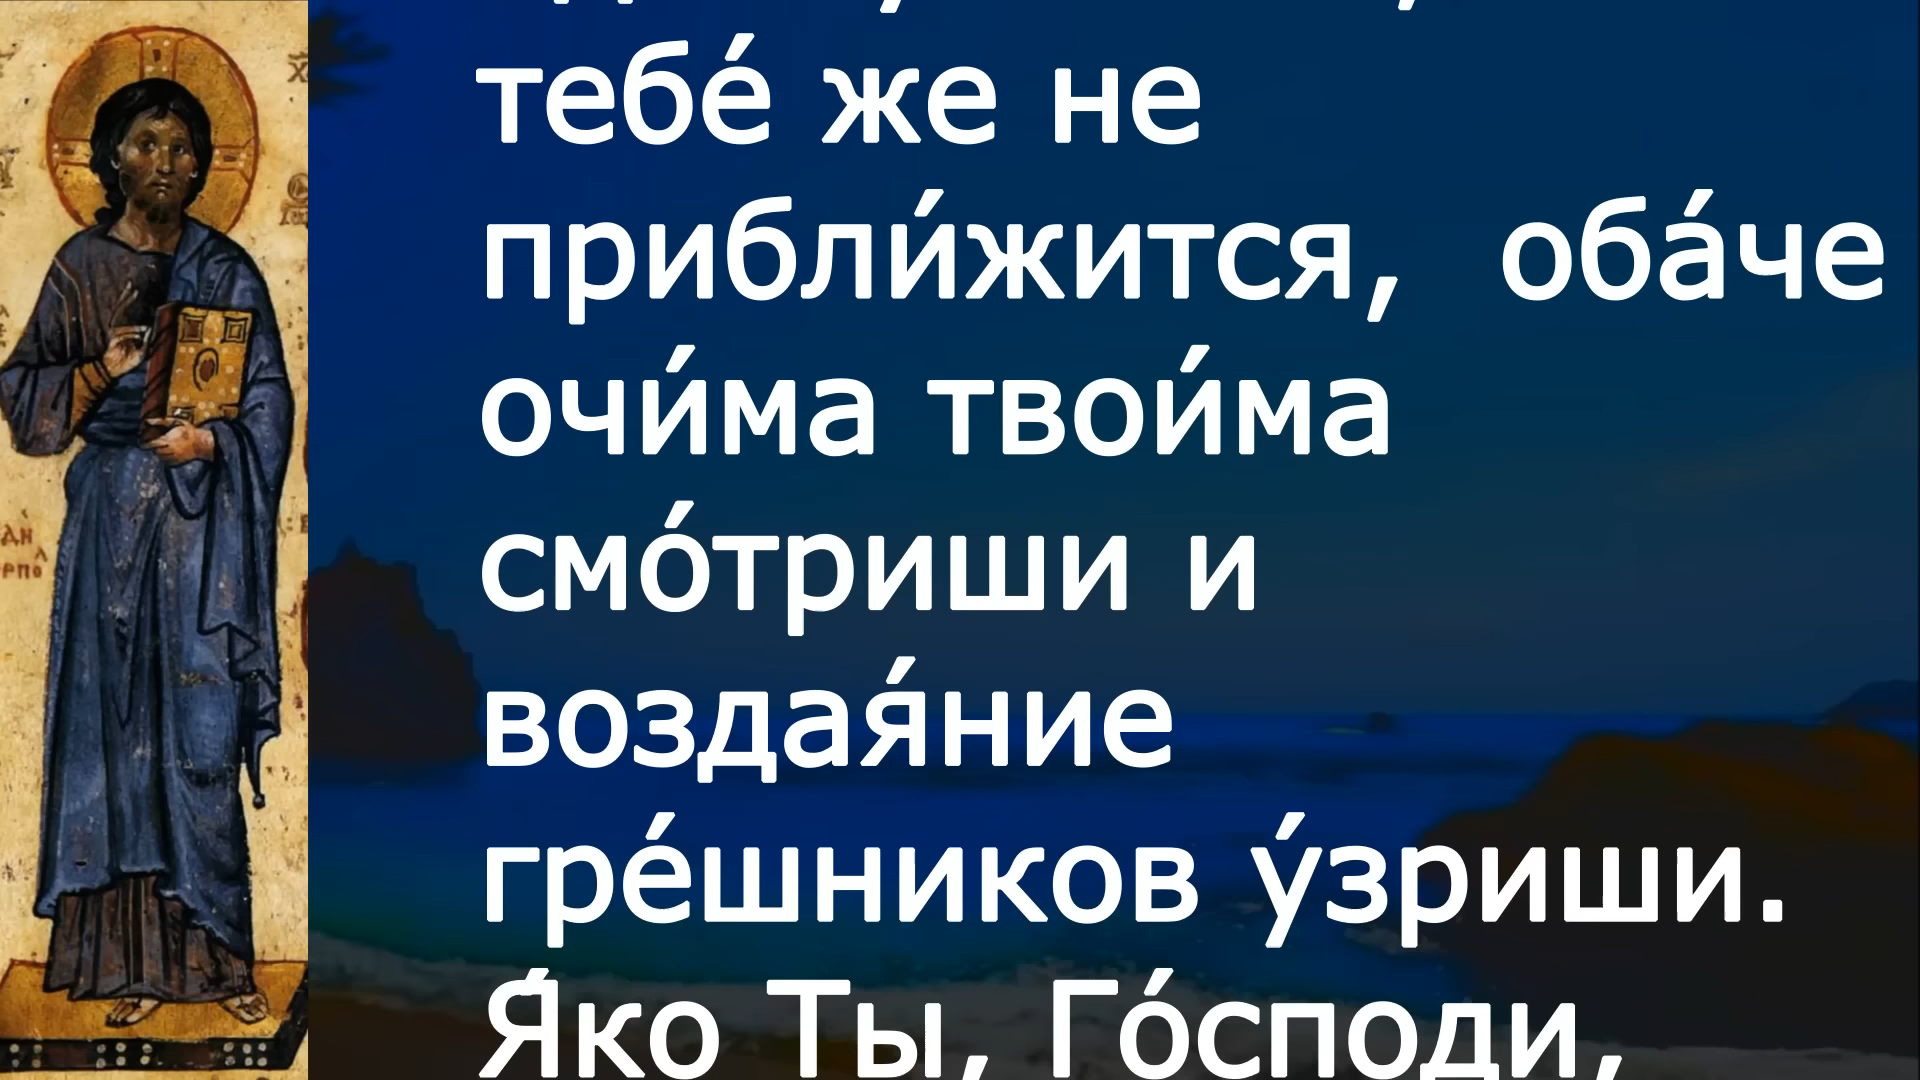 тебе́ же не
прибли́жится, оба́че
очи́ма твои́ма
смо́триши и
воздая́ние
гре́шников у́зриши.
Я́ко Ты, Го́споди,